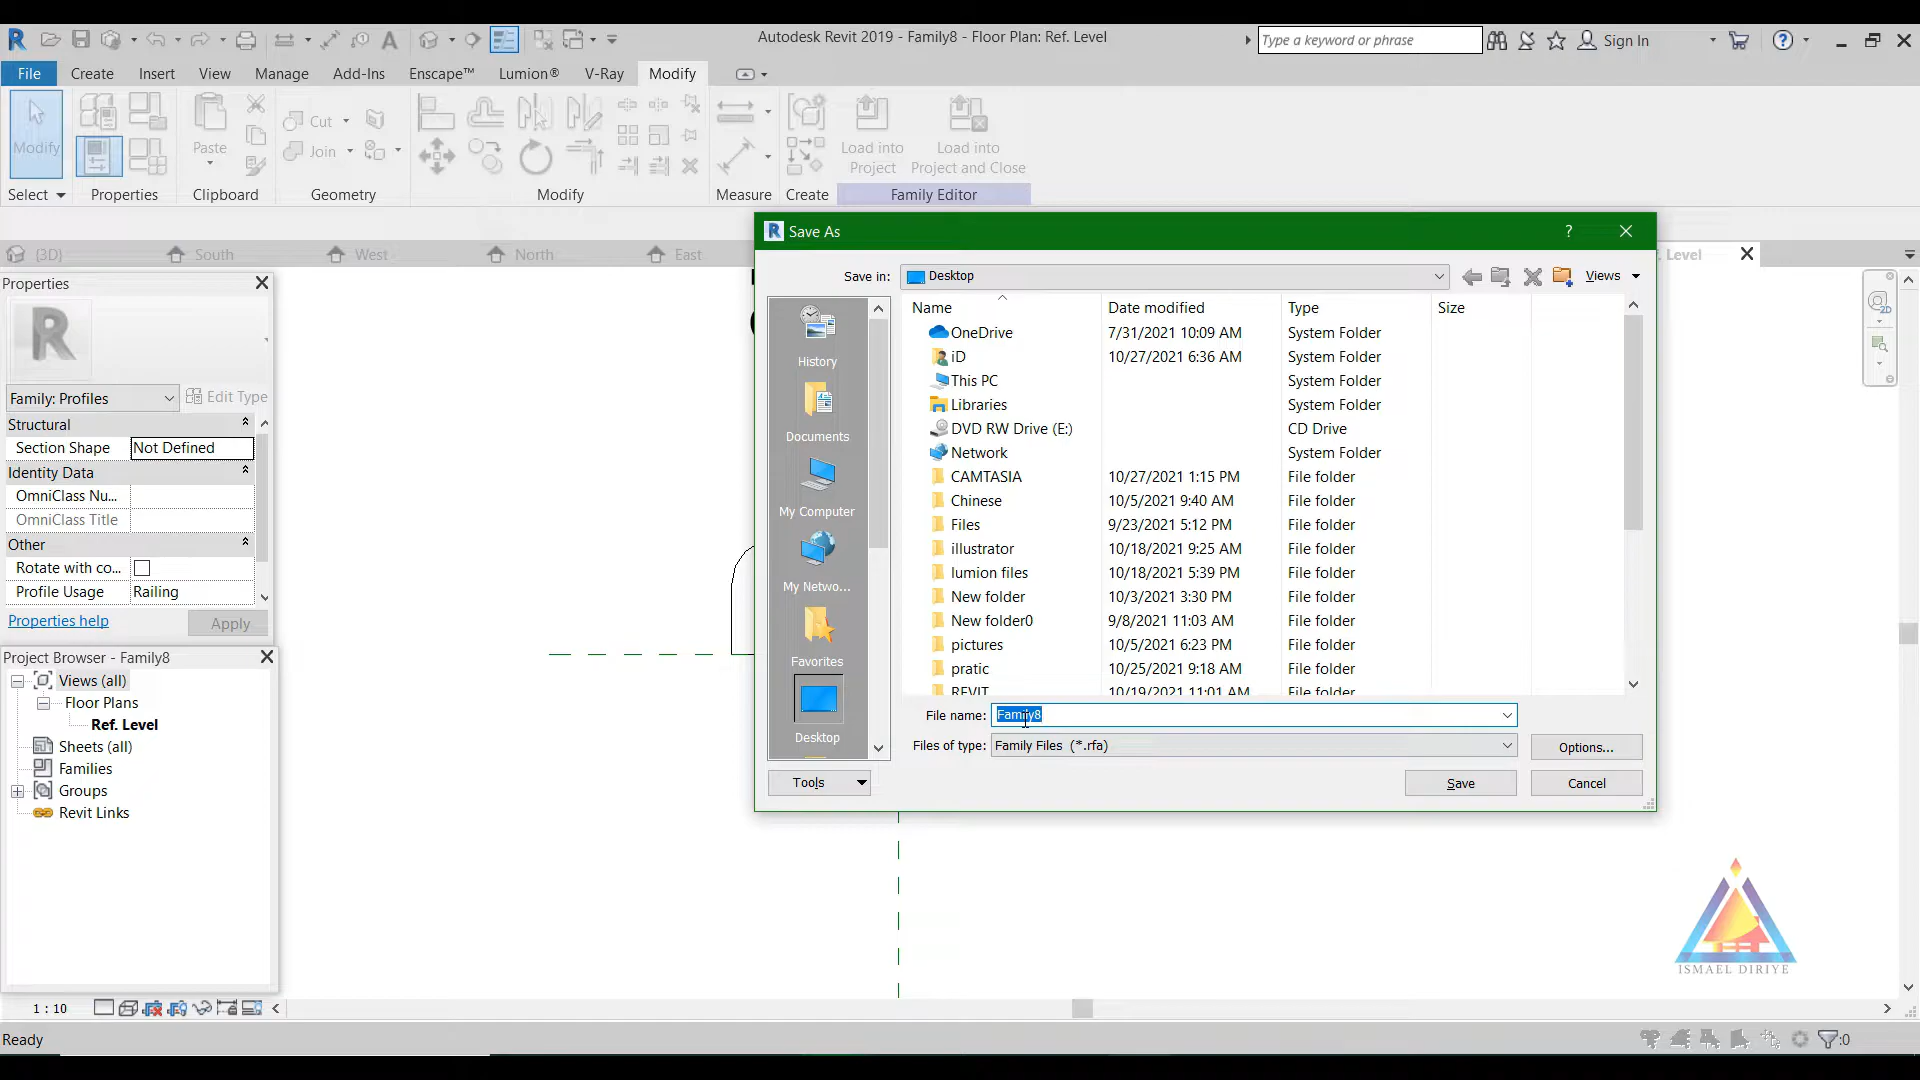 Autodesk Revit 2019 - Family8 - Floor Plan: Ref. Level
Type a keyword or phrase
Sign In
File Create Insert View Manage Add-Ins Enscape™ Lumion® V-Ray Modify
Modify
Paste
Cut
Join
Load into
Project
Load into
Project and Close
Select Properties Clipboard Geometry Modify Measure Create Family Editor
(3D) South West North East Level
Properties
Family: Profiles
Edit Type
Structural
Section Shape Not Defined
Identity Data
OmniClass Nu...
OmniClass Title
Other
Rotate with co...
Profile Usage Railing
Properties help
Apply
Project Browser - Family8
Views (all)
Floor Plans
Ref. Level
Sheets (all)
Families
Groups
Revit Links
Save As
Save in: Desktop Views
History
Documents
My Computer
My Netwo...
Favorites
Desktop
Name Date modified Type Size
OneDrive 7/31/2021 10:09 AM System Folder
iD 10/27/2021 6:36 AM System Folder
This PC System Folder
Libraries System Folder
DVD RW Drive (E:) CD Drive
Network System Folder
CAMTASIA 10/27/2021 1:15 PM File folder
Chinese 10/5/2021 9:40 AM File folder
Files 9/23/2021 5:12 PM File folder
illustrator 10/18/2021 9:25 AM File folder
lumion files 10/18/2021 5:39 PM File folder
New folder 10/3/2021 3:30 PM File folder
New folder0 9/8/2021 11:03 AM File folder
pictures 10/5/2021 6:23 PM File folder
pratic 10/25/2021 9:18 AM File folder
REVIT 10/19/2021 11:01 AM File folder
File name: Family8
Files of type: Family Files (*.rfa)
Options...
Tools
Save
Cancel
ISMAEL DIRIYE
1 : 10
Ready
:0